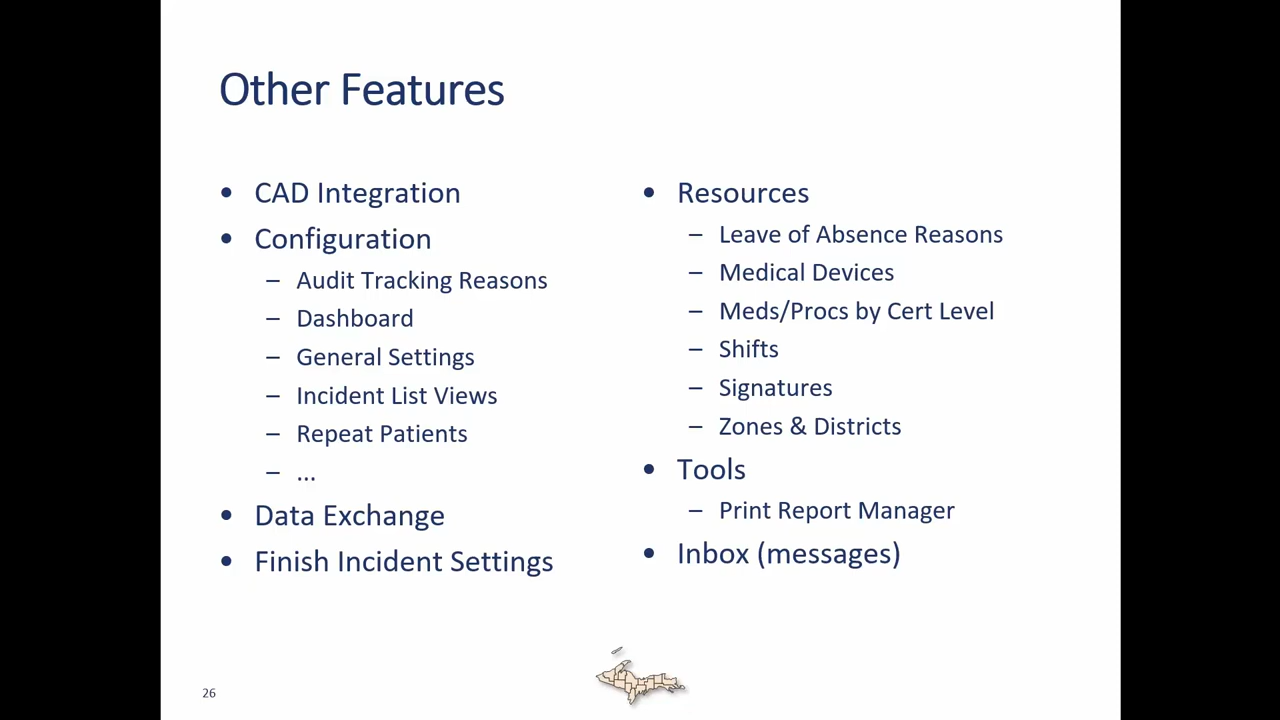 Other Features
• CAD Integration
• Configuration
– Audit Tracking Reasons
– Dashboard
– General Settings
– Incident List Views
– Repeat Patients
– ...
• Data Exchange
• Finish Incident Settings
• Resources
– Leave of Absence Reasons
– Medical Devices
– Meds/Procs by Cert Level
– Shifts
– Signatures
– Zones & Districts
• Tools
– Print Report Manager
• Inbox (messages)
26